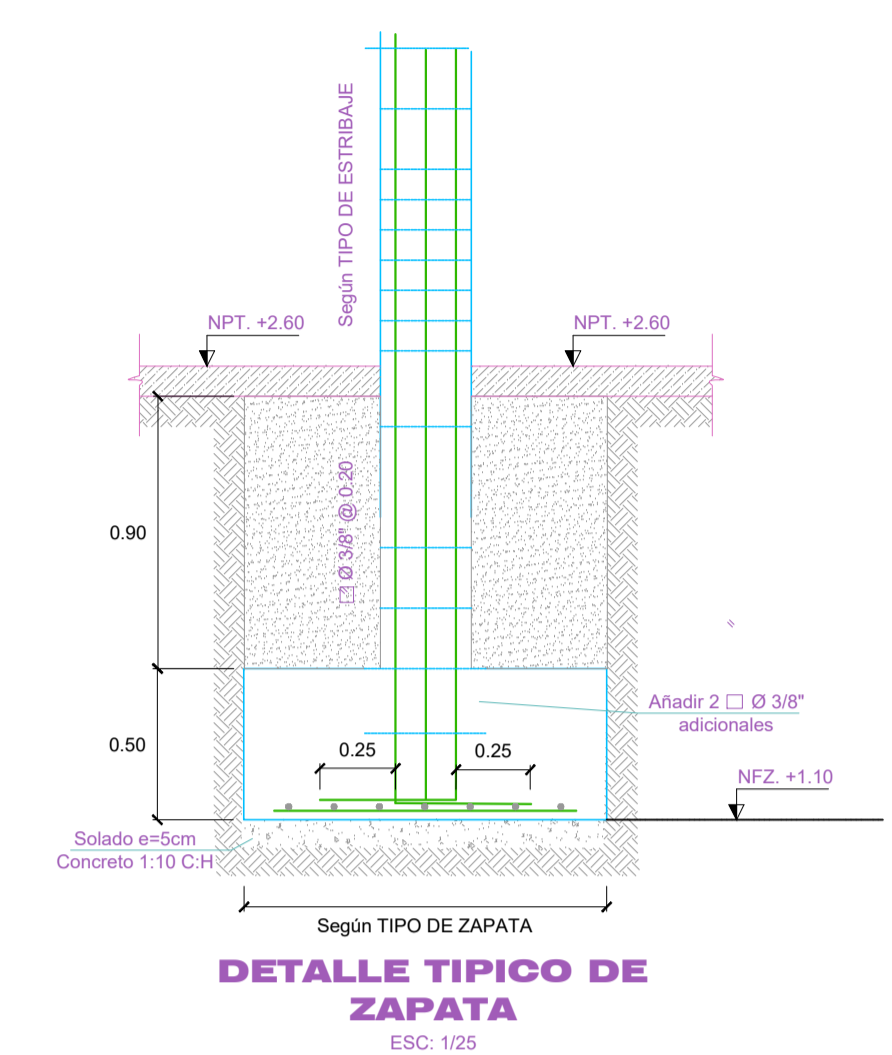 Según TIPO DE ESTRIBAJE
NPT. +2.60
NPT. +2.60
0.90
□ Ø 3/8" @ 0.20
Añadir 2 □ Ø 3/8"
adicionales
0.50
0.25
0.25
NFZ. +1.10
Solado e=5cm
Concreto 1:10 C:H
Según TIPO DE ZAPATA
DETALLE TIPICO DE
ZAPATA
ESC: 1/25